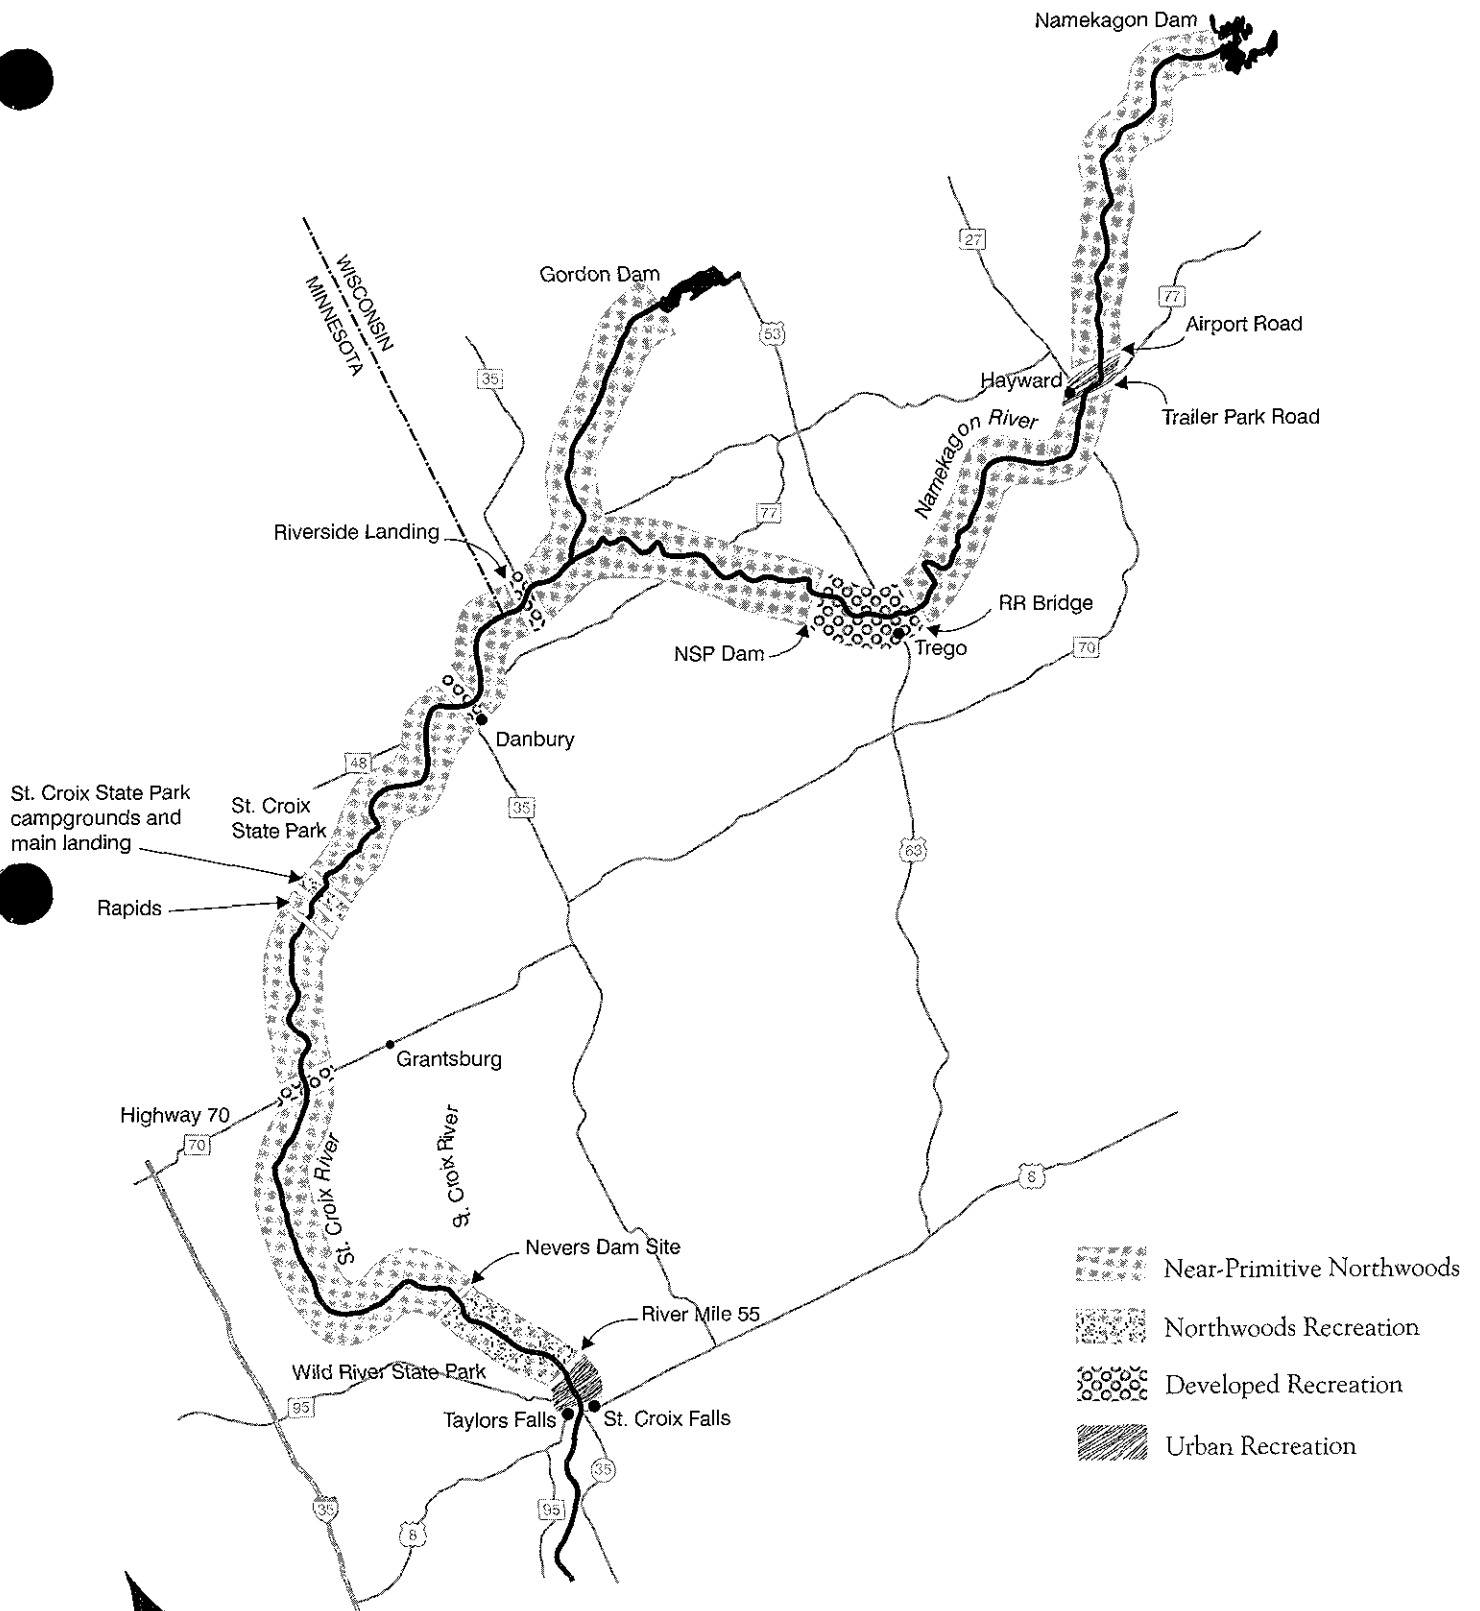 Namekagon Dam
27
WISCONSIN
MINNESOTA
Gordon Dam
77
53
Airport Road
35
Hayward
Trailer Park Road
Namekagon River
77
Riverside Landing
RR Bridge
NSP Dam
Trego
70
Danbury
48
St. Croix State Park
campgrounds and
main landing
St. Croix
State Park
35
63
Rapids
Grantsburg
Highway 70
70
St. Croix River
St. Croix River
8
Nevers Dam Site
River Mile 55
Wild River State Park
95
Taylors Falls
St. Croix Falls
35
35
95
8
Near-Primitive Northwoods
Northwoods Recreation
Developed Recreation
Urban Recreation